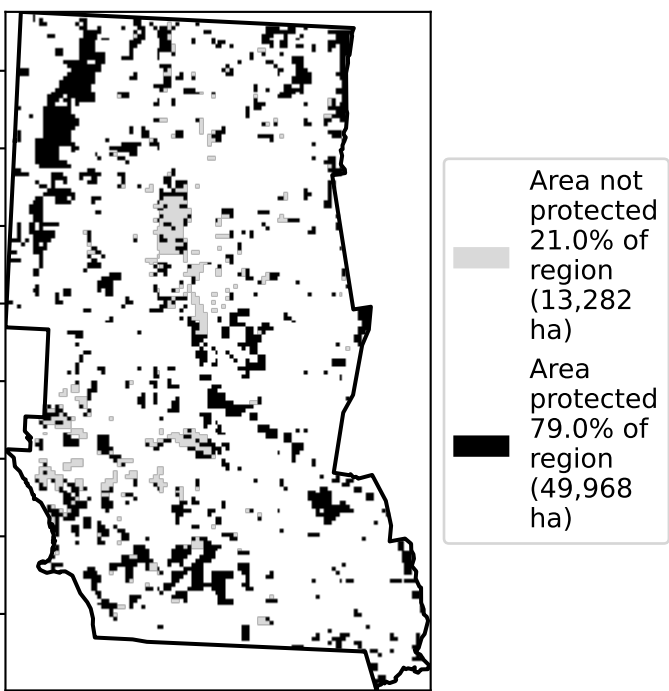 Area not
protected
21.0% of
region
(13,282
ha)
Area
protected
79.0% of
region
(49,968
ha)